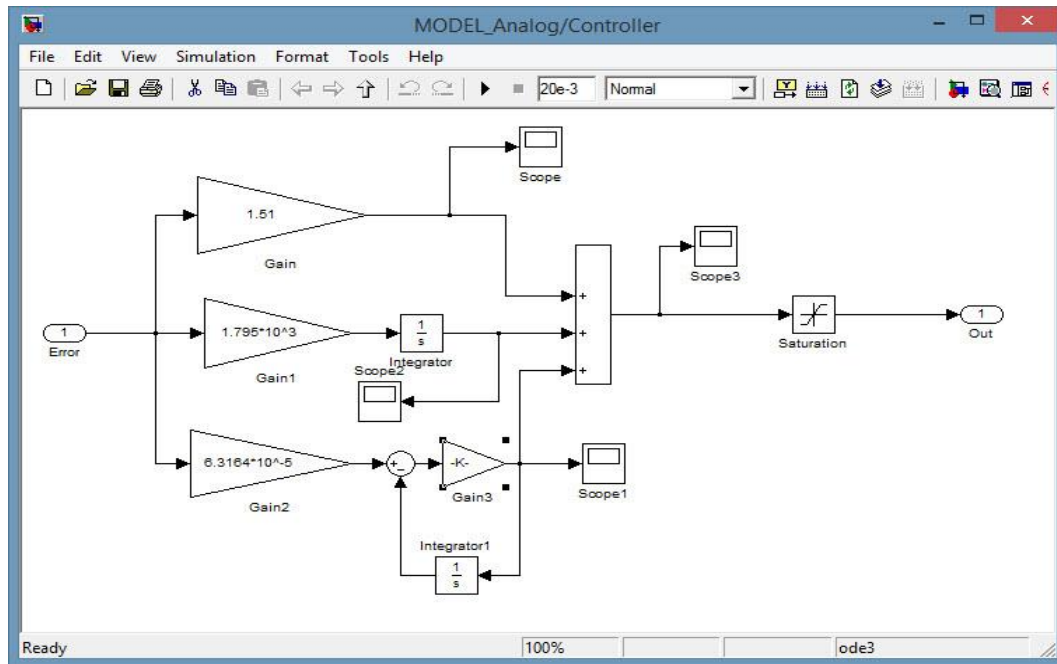 MODEL_Analog/Controller
File Edit View Simulation Format Tools Help
20e-3 Normal
Scope
1.51
Gain
Scope3
1
Error
1.795*10^3
Gain1
1
s
Integrator
Scope2
+
+
+
Saturation
1
Out
6.3164*10^-5
Gain2
+
-
-K-
Gain3
Scope1
Integrator1
1
s
Ready 100% ode3